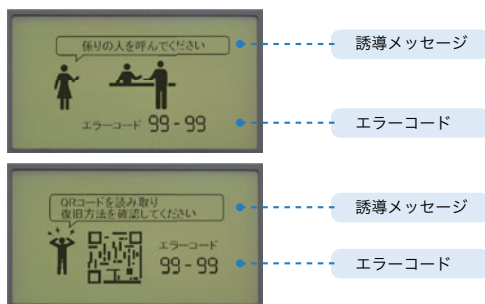 係りの人を呼んでください
誘導メッセージ
エラーコード 99-99
エラーコード
QRコードを読み取り
復旧方法を確認してください
誘導メッセージ
エラーコード
99-99
エラーコード